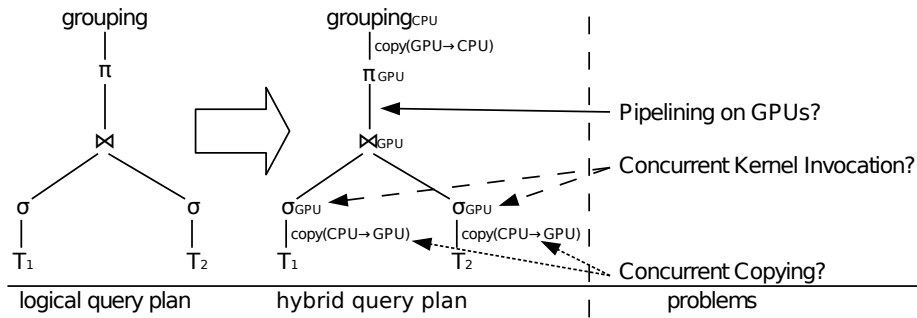 grouping
groupingCPU
copy(GPU→CPU)
π
πGPU
Pipelining on GPUs?
⋈
⋈GPU
Concurrent Kernel Invocation?
σ
σ
σGPU
σGPU
copy(CPU→GPU)
copy(CPU→GPU)
T1
T2
T1
T2
Concurrent Copying?
logical query plan
hybrid query plan
problems